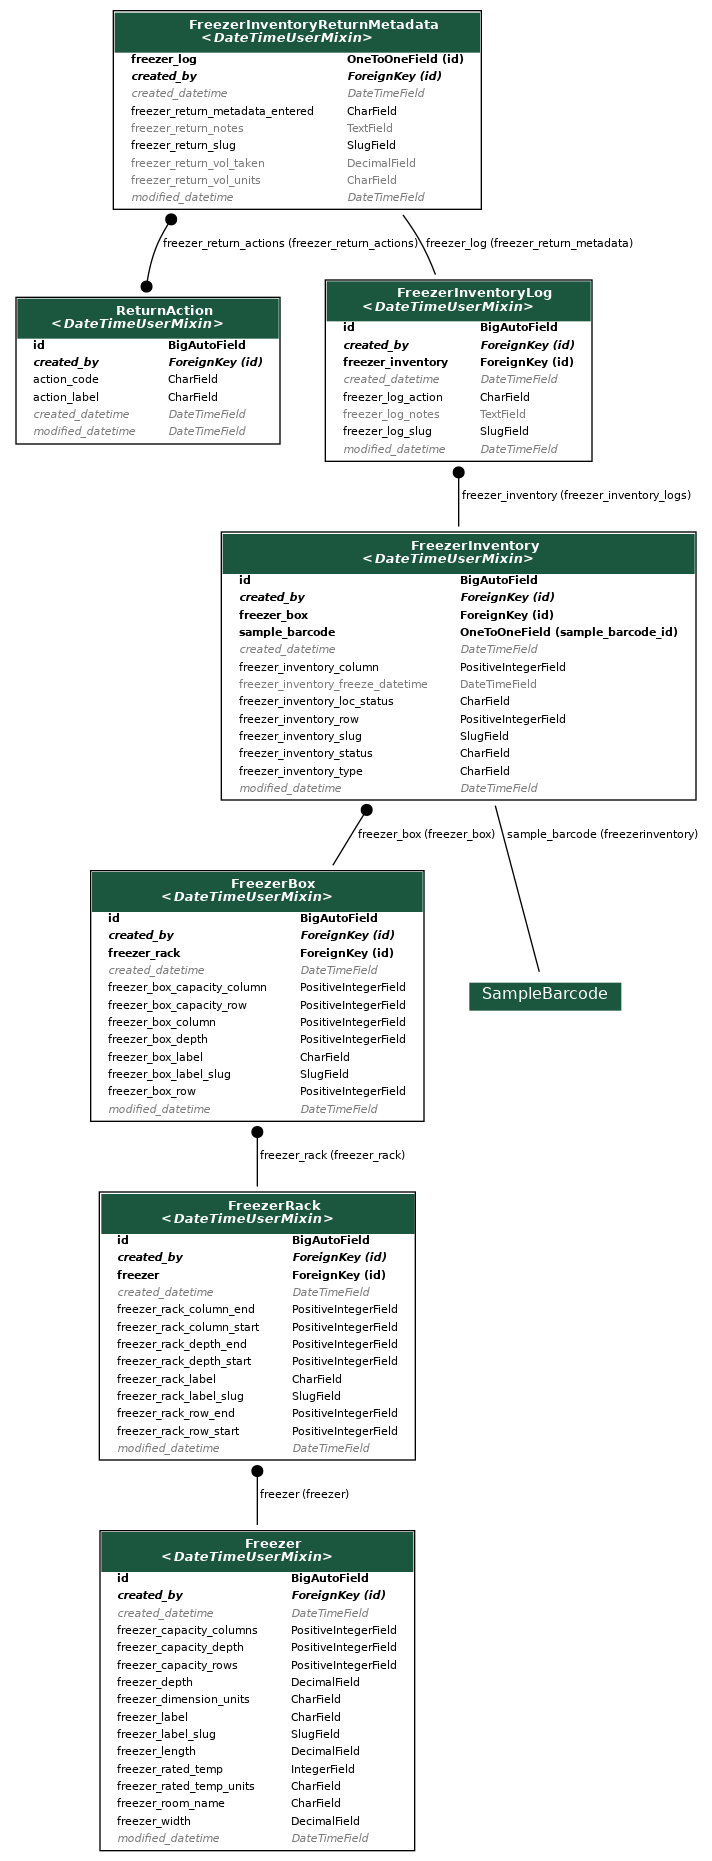 FreezerInventoryReturnMetadata
<DateTimeUserMixin>
freezer_log OneToOneField (id)
created_by ForeignKey (id)
created_datetime DateTimeField
freezer_return_metadata_entered CharField
freezer_return_notes TextField
freezer_return_slug SlugField
freezer_return_vol_taken DecimalField
freezer_return_vol_units CharField
modified_datetime DateTimeField
freezer_return_actions (freezer_return_actions) freezer_log (freezer_return_metadata)
ReturnAction
<DateTimeUserMixin>
id BigAutoField
created_by ForeignKey (id)
action_code CharField
action_label CharField
created_datetime DateTimeField
modified_datetime DateTimeField
FreezerInventoryLog
<DateTimeUserMixin>
id BigAutoField
created_by ForeignKey (id)
freezer_inventory ForeignKey (id)
created_datetime DateTimeField
freezer_log_action CharField
freezer_log_notes TextField
freezer_log_slug SlugField
modified_datetime DateTimeField
freezer_inventory (freezer_inventory_logs)
FreezerInventory
<DateTimeUserMixin>
id BigAutoField
created_by ForeignKey (id)
freezer_box ForeignKey (id)
sample_barcode OneToOneField (sample_barcode_id)
created_datetime DateTimeField
freezer_inventory_column PositiveIntegerField
freezer_inventory_freeze_datetime DateTimeField
freezer_inventory_loc_status CharField
freezer_inventory_row PositiveIntegerField
freezer_inventory_slug SlugField
freezer_inventory_status CharField
freezer_inventory_type CharField
modified_datetime DateTimeField
freezer_box (freezer_box) sample_barcode (freezerinventory)
FreezerBox
<DateTimeUserMixin>
id BigAutoField
created_by ForeignKey (id)
freezer_rack ForeignKey (id)
created_datetime DateTimeField
freezer_box_capacity_column PositiveIntegerField
freezer_box_capacity_row PositiveIntegerField
freezer_box_column PositiveIntegerField
freezer_box_depth PositiveIntegerField
freezer_box_label CharField
freezer_box_label_slug SlugField
freezer_box_row PositiveIntegerField
modified_datetime DateTimeField
SampleBarcode
freezer_rack (freezer_rack)
FreezerRack
<DateTimeUserMixin>
id BigAutoField
created_by ForeignKey (id)
freezer ForeignKey (id)
created_datetime DateTimeField
freezer_rack_column_end PositiveIntegerField
freezer_rack_column_start PositiveIntegerField
freezer_rack_depth_end PositiveIntegerField
freezer_rack_depth_start PositiveIntegerField
freezer_rack_label CharField
freezer_rack_label_slug SlugField
freezer_rack_row_end PositiveIntegerField
freezer_rack_row_start PositiveIntegerField
modified_datetime DateTimeField
freezer (freezer)
Freezer
<DateTimeUserMixin>
id BigAutoField
created_by ForeignKey (id)
created_datetime DateTimeField
freezer_capacity_columns PositiveIntegerField
freezer_capacity_depth PositiveIntegerField
freezer_capacity_rows PositiveIntegerField
freezer_depth DecimalField
freezer_dimension_units CharField
freezer_label CharField
freezer_label_slug SlugField
freezer_length DecimalField
freezer_rated_temp IntegerField
freezer_rated_temp_units CharField
freezer_room_name CharField
freezer_width DecimalField
modified_datetime DateTimeField